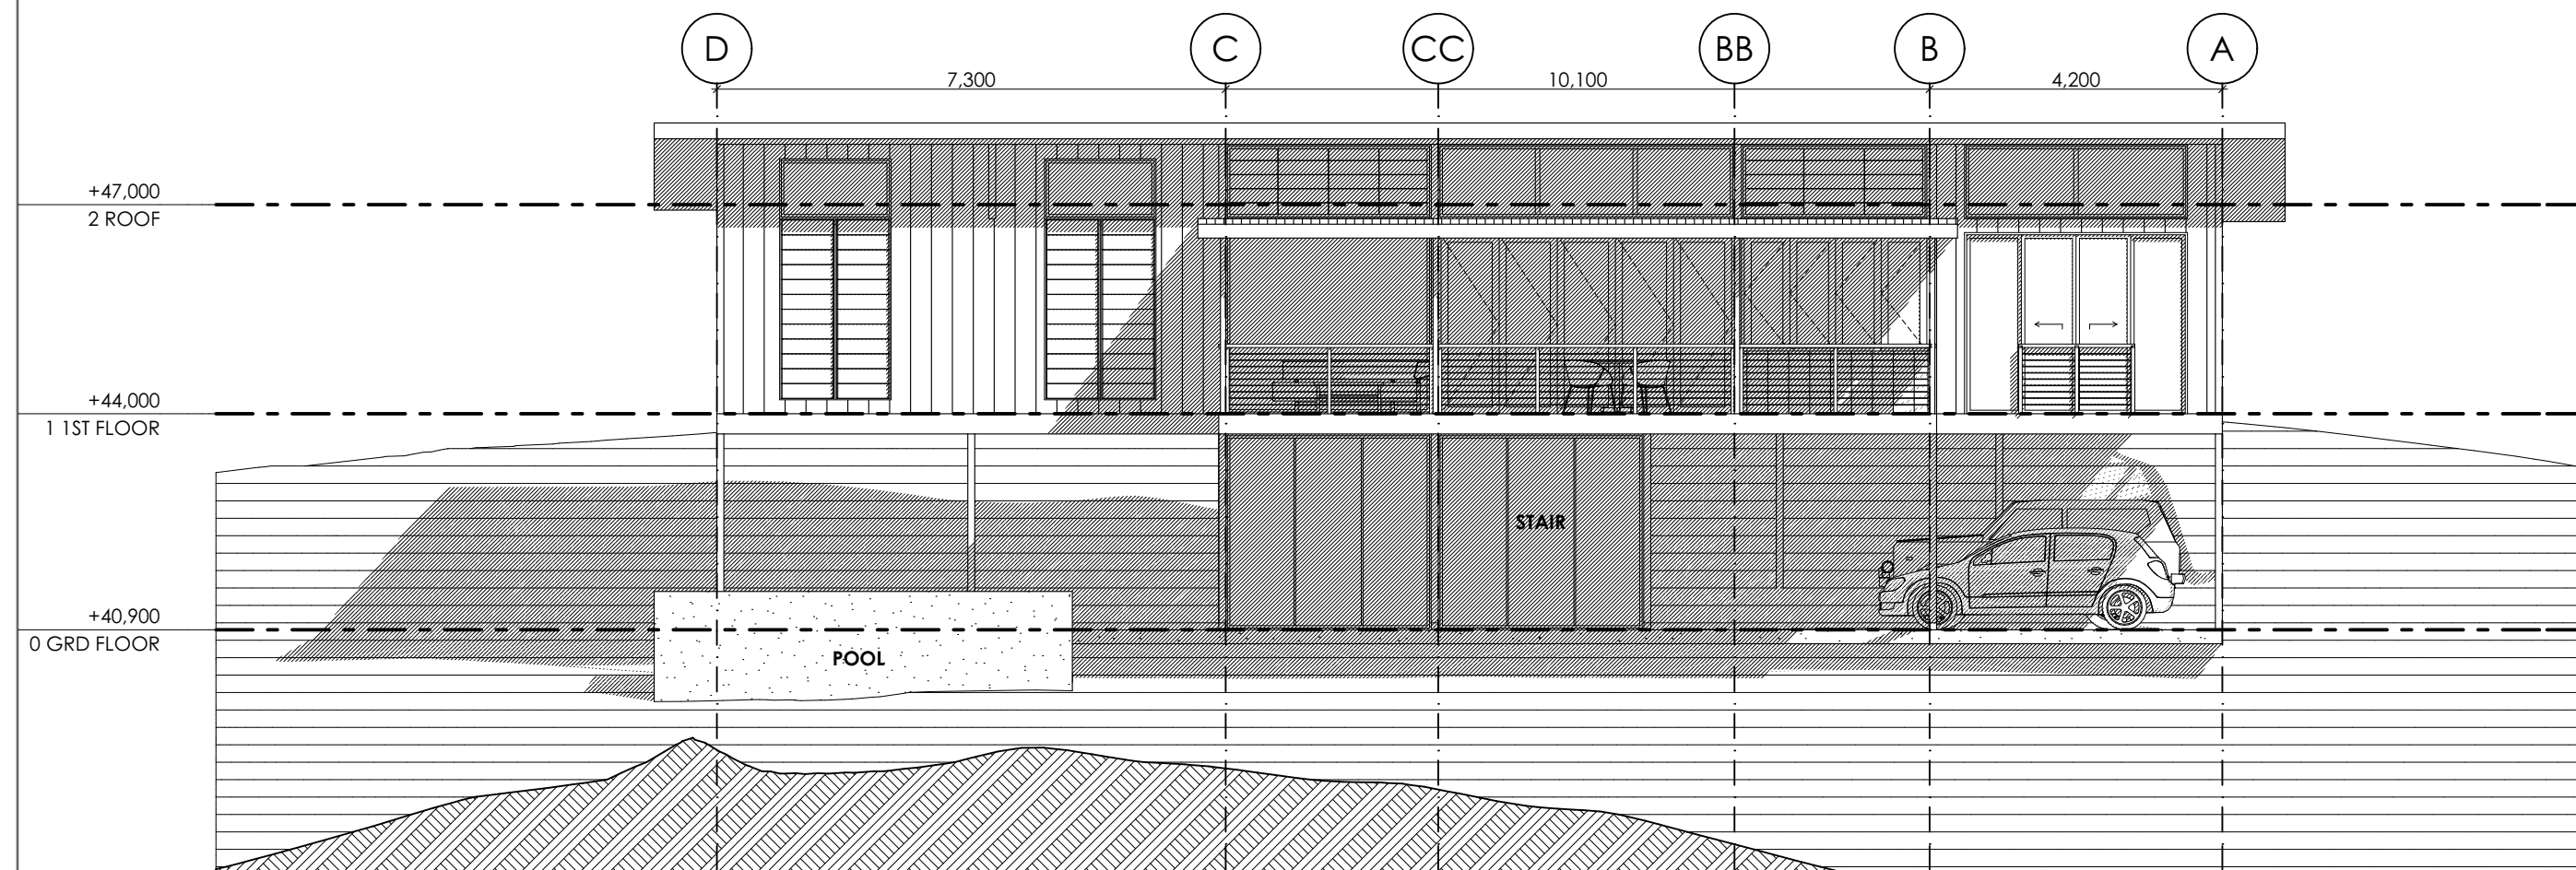 D C CC BB B A
7,300 10,100 4,200
+47,000
2 ROOF
+44,000
1 1ST FLOOR
STAIR
+40,900
0 GRD FLOOR
POOL